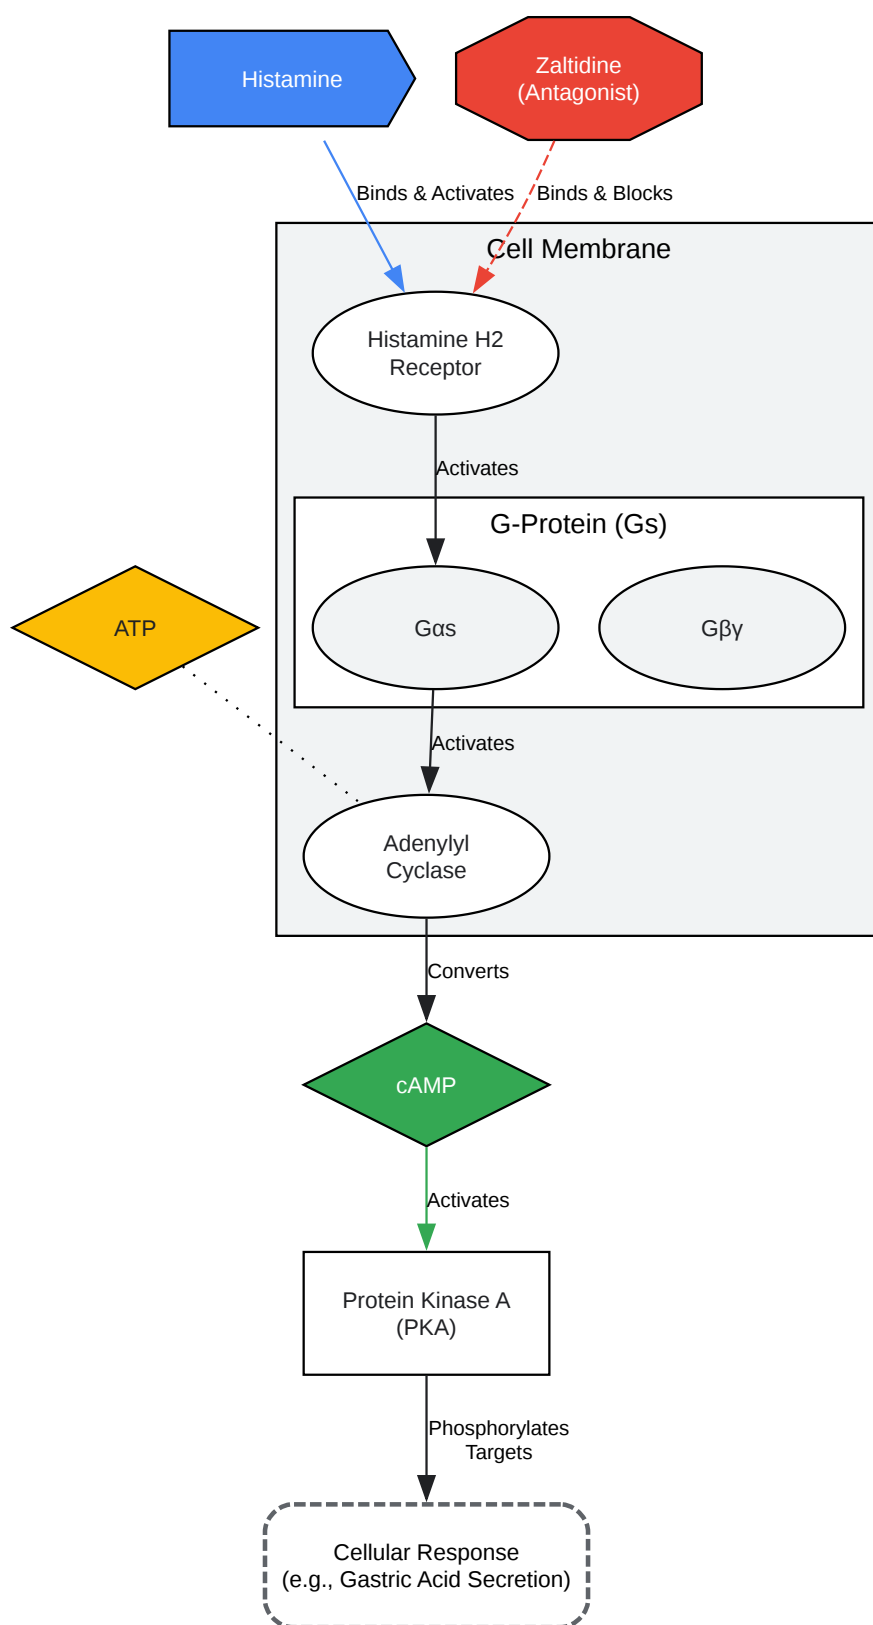 Histamine
Zaltidine
(Antagonist)
Binds & Activates
Binds & Blocks
Cell Membrane
Histamine H2
Receptor
Activates
G-Protein (Gs)
ATP
Gαs
Gβγ
Activates
Adenylyl
Cyclase
Converts
cAMP
Activates
Protein Kinase A
(PKA)
Phosphorylates
Targets
Cellular Response
(e.g., Gastric Acid Secretion)